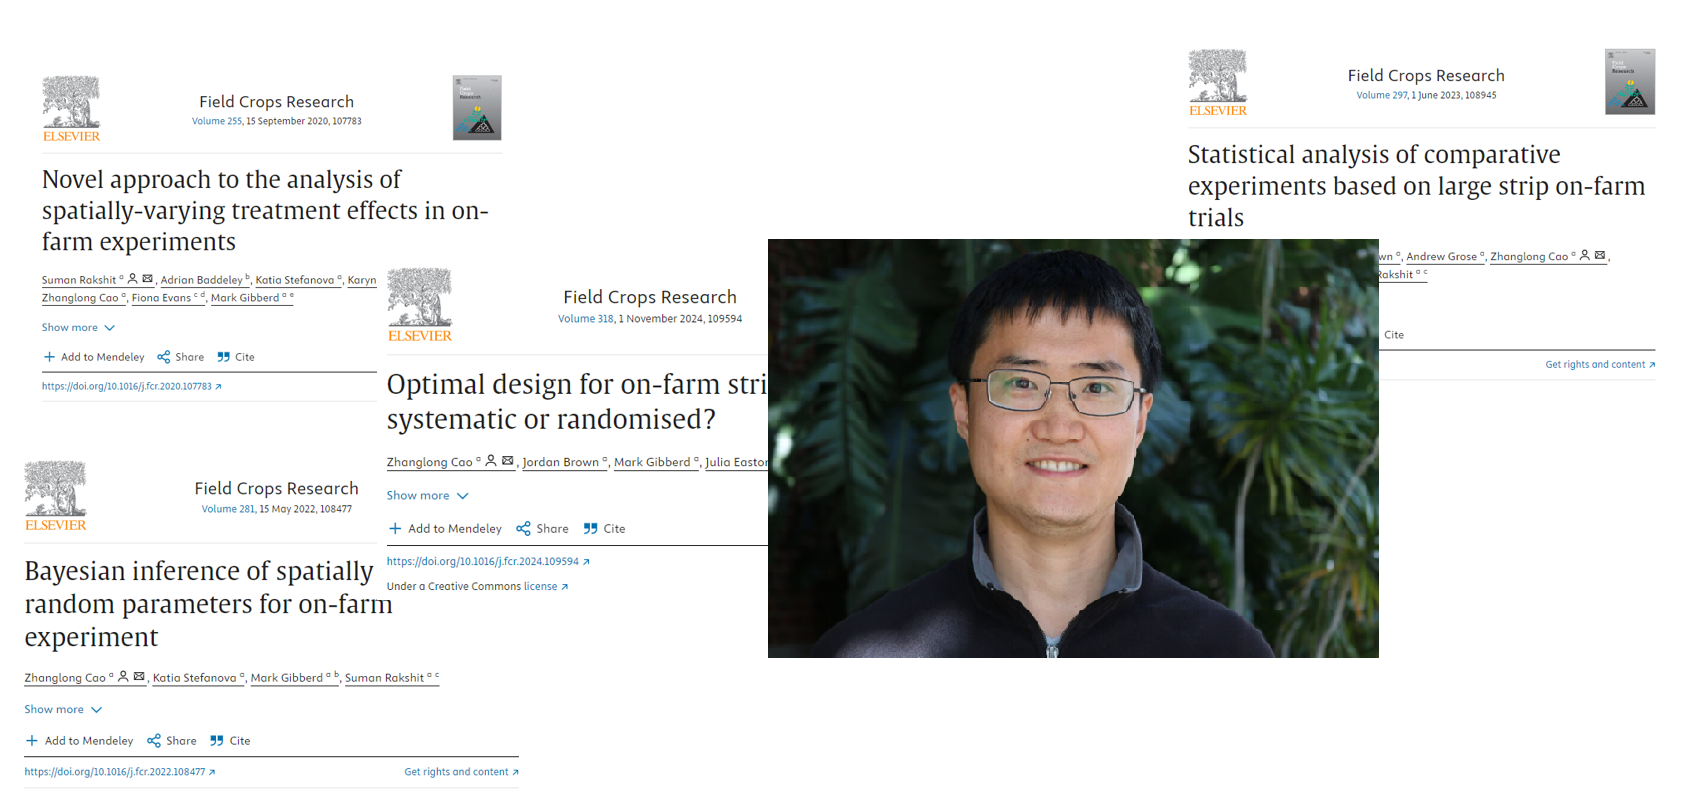 ELSEVIER
Field Crops Research
Volume 255, 15 September 2020, 107783
Novel approach to the analysis of
spatially-varying treatment effects in on-
farm experiments
Suman Rakshit a, Adrian Baddeley b, Katia Stefanova a, Karyn
Zhanglong Cao a, Fiona Evans c d, Mark Gibberd a e
Show more
Add to Mendeley Share Cite
https://doi.org/10.1016/j.fcr.2020.107783
ELSEVIER
Field Crops Research
Volume 281, 15 May 2022, 108477
Bayesian inference of spatially
random parameters for on-farm
experiment
Zhanglong Cao a, Katia Stefanova a, Mark Gibberd a b, Suman Rakshit a c
Show more
Add to Mendeley Share Cite
https://doi.org/10.1016/j.fcr.2022.108477
Get rights and content
ELSEVIER
Field Crops Research
Volume 318, 1 November 2024, 109594
Optimal design for on-farm stri
systematic or randomised?
Zhanglong Cao a, Jordan Brown a, Mark Gibberd a, Julia Easton
Show more
Add to Mendeley Share Cite
https://doi.org/10.1016/j.fcr.2024.109594
Under a Creative Commons license
ELSEVIER
Field Crops Research
Volume 297, 1 June 2023, 108945
Statistical analysis of comparative
experiments based on large strip on-farm
trials
wn a, Andrew Grose a, Zhanglong Cao a,
Rakshit a c
Cite
Get rights and content